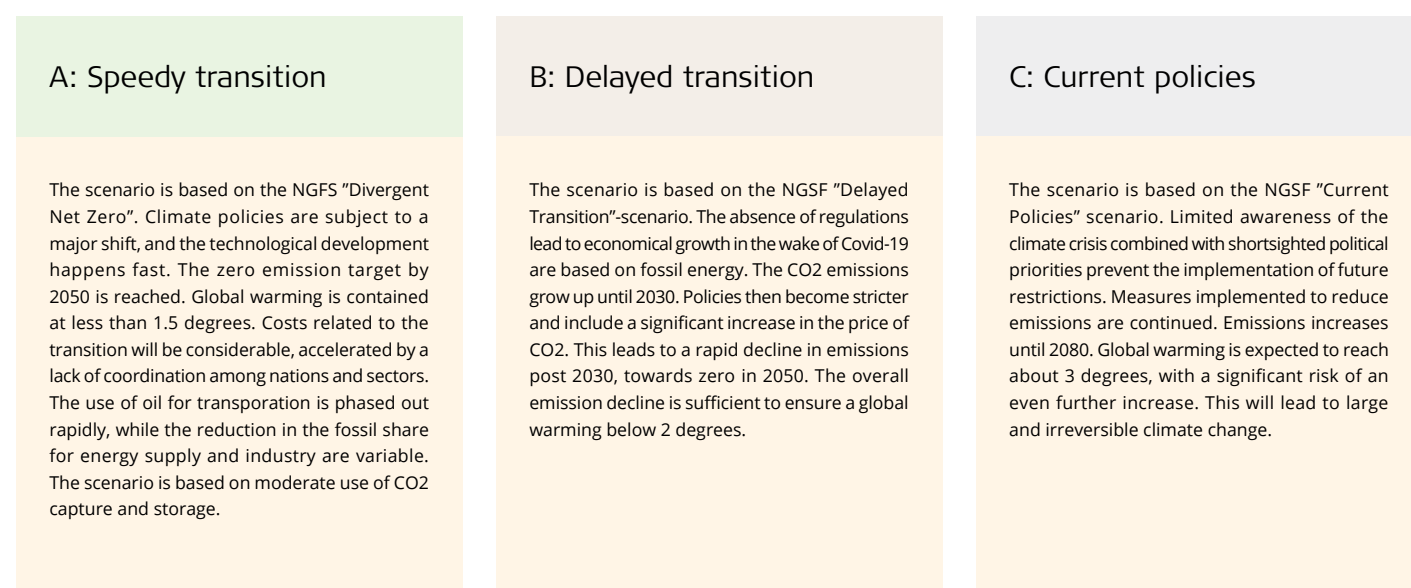 A: Speedy transition
The scenario is based on the NGFS ”Divergent
Net Zero”. Climate policies are subject to a
major shift, and the technological development
happens fast. The zero emission target by
2050 is reached. Global warming is contained
at less than 1.5 degrees. Costs related to the
transition will be considerable, accelerated by a
lack of coordination among nations and sectors.
The use of oil for transporation is phased out
rapidly, while the reduction in the fossil share
for energy supply and industry are variable.
The scenario is based on moderate use of CO2
capture and storage.
B: Delayed transition
The scenario is based on the NGSF ”Delayed
Transition”-scenario. The absence of regulations
lead to economical growth in the wake of Covid-19
are based on fossil energy. The CO2 emissions
grow up until 2030. Policies then become stricter
and include a significant increase in the price of
CO2. This leads to a rapid decline in emissions
post 2030, towards zero in 2050. The overall
emission decline is sufficient to ensure a global
warming below 2 degrees.
C: Current policies
The scenario is based on the NGSF ”Current
Policies” scenario. Limited awareness of the
climate crisis combined with shortsighted political
priorities prevent the implementation of future
restrictions. Measures implemented to reduce
emissions are continued. Emissions increases
until 2080. Global warming is expected to reach
about 3 degrees, with a significant risk of an
even further increase. This will lead to large
and irreversible climate change.